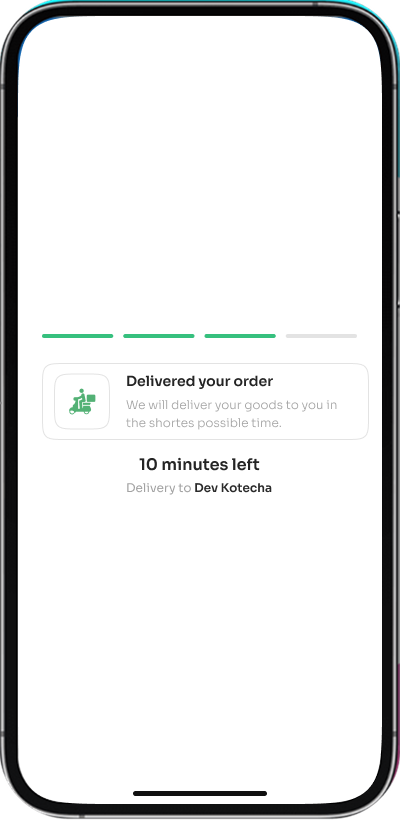 Delivered your order
We will deliver your goods to you in
the shortes possible time.
10 minutes left
Delivery to Dev Kotecha